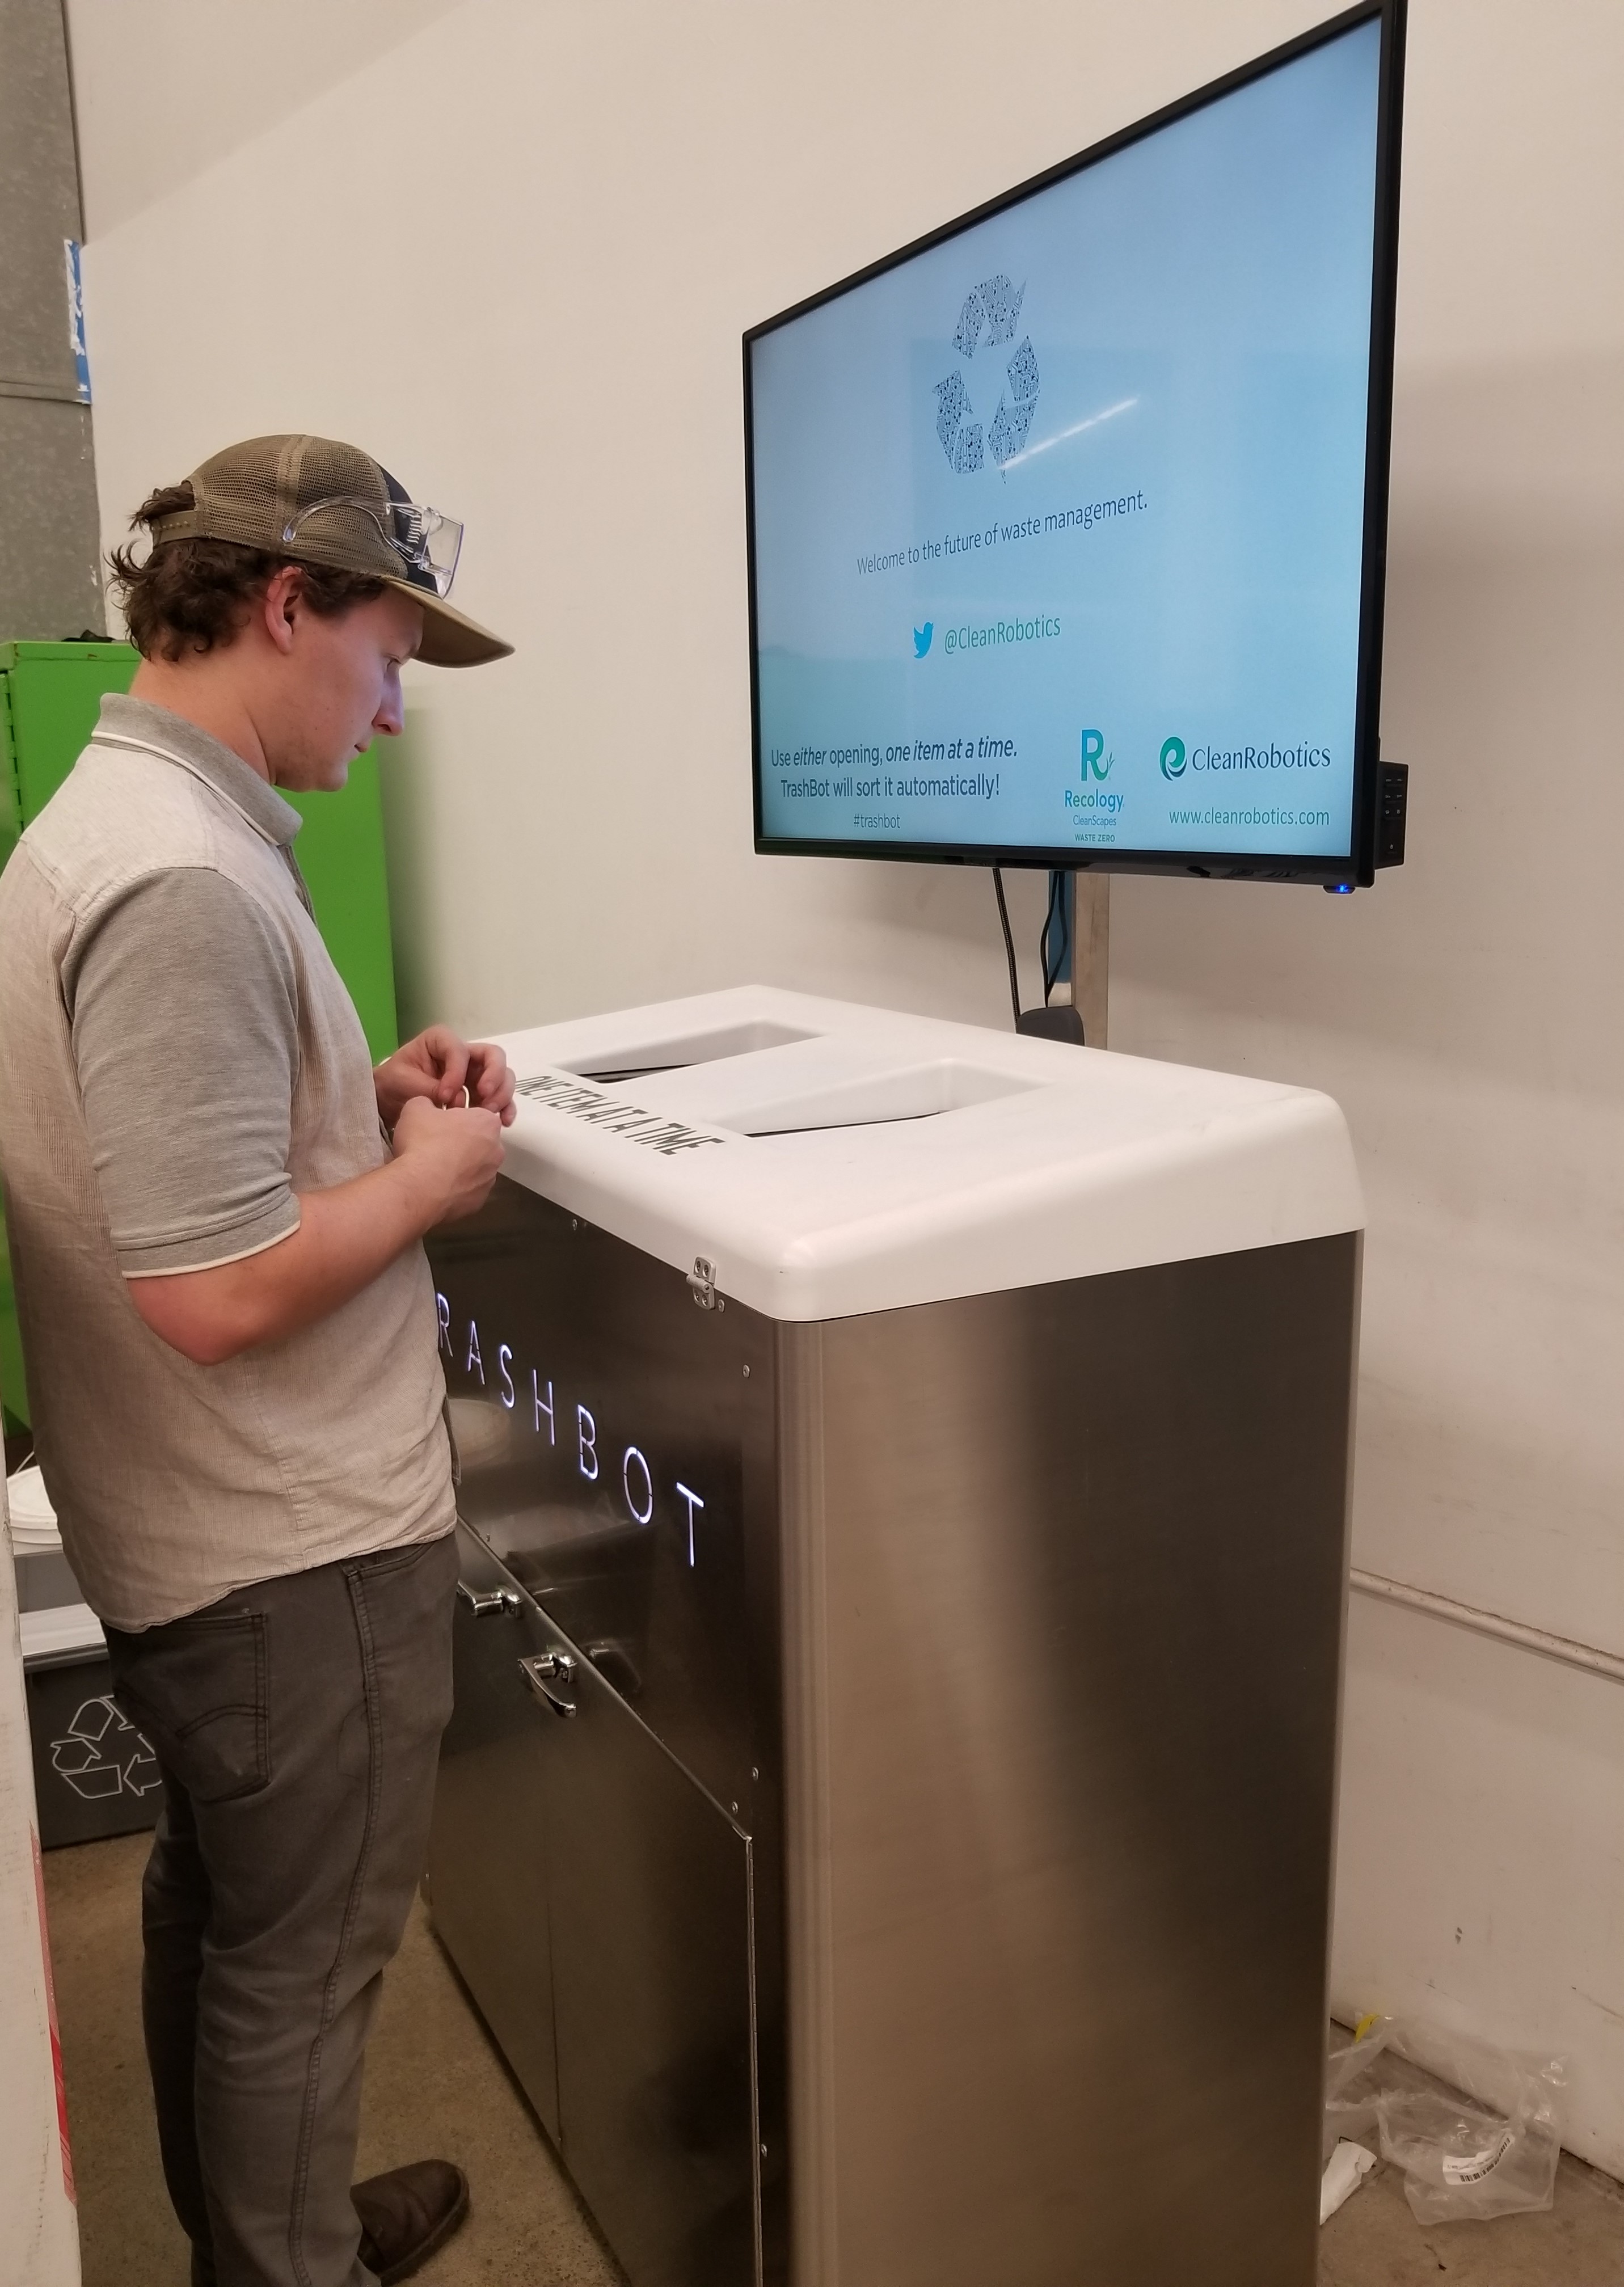 Welcome to the future of waste management.
@CleanRobotics
Use either opening, one item at a time.
TrashBot will sort it automatically!
#trashbot
Recology
CleanScapes
WASTE ZERO
CleanRobotics
www.cleanrobotics.com
ONE ITEM AT A TIME
RASHBOT